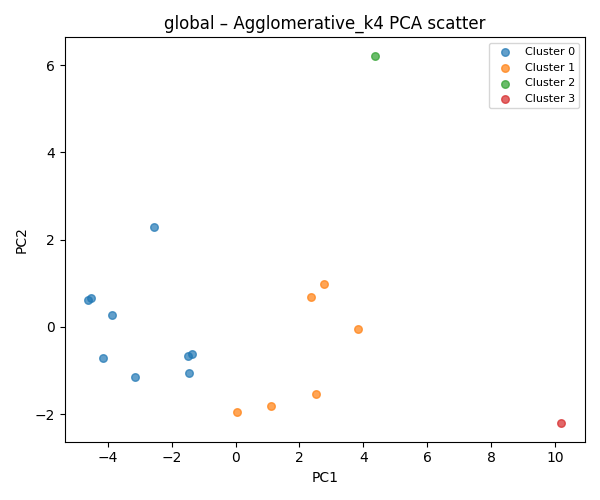 global – Agglomerative_k4 PCA scatter
Cluster 0
Cluster 1
Cluster 2
Cluster 3
6
4
2
0
−2
PC2
−4
−2
0
2
4
6
8
10
PC1